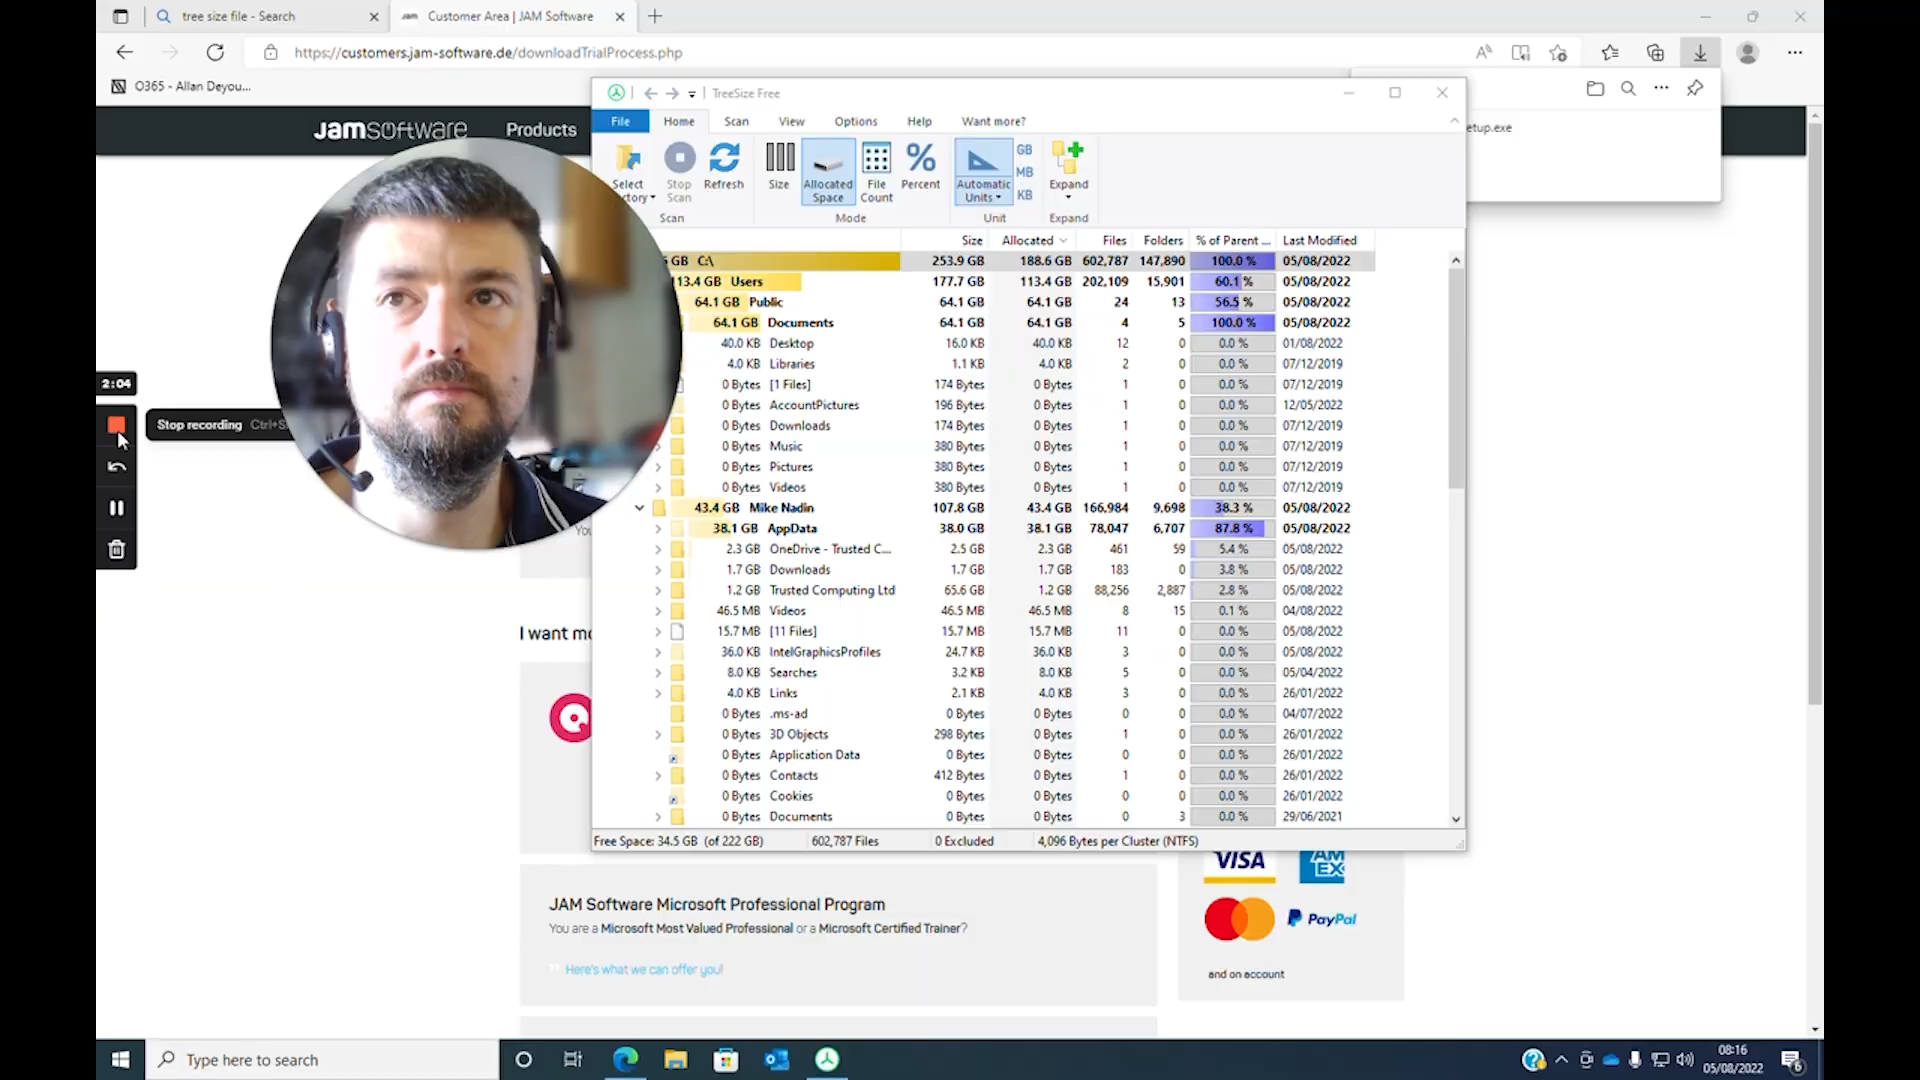 tree size file - Search
Customer Area | JAM Software
https://customers.jam-software.de/downloadTrialProcess.php
O365 - Allan Deyou...
TreeSize Free
File Home Scan View Options Help Want more?
etup.exe
JAMSOFTWARE Products
Select
ctory
Stop
Scan
Refresh
Size
Allocated
Space
File
Count
Percent
Automatic
Units
GB
MB
KB
Expand
Scan Mode Unit Expand
Size Allocated Files Folders % of Parent ... Last Modified
GB C:\ 253.9 GB 188.6 GB 602,787 147,890 100.0 % 05/08/2022
113.4 GB Users 177.7 GB 113.4 GB 202,109 15,901 60.1 % 05/08/2022
64.1 GB Public 64.1 GB 64.1 GB 24 13 56.5 % 05/08/2022
64.1 GB Documents 64.1 GB 64.1 GB 4 5 100.0 % 05/08/2022
40.0 KB Desktop 16.0 KB 40.0 KB 12 0 0.0 % 01/08/2022
4.0 KB Libraries 1.1 KB 4.0 KB 2 0 0.0 % 07/12/2019
0 Bytes [1 Files] 174 Bytes 0 Bytes 1 0 0.0 % 07/12/2019
0 Bytes AccountPictures 196 Bytes 0 Bytes 1 0 0.0 % 12/05/2022
0 Bytes Downloads 174 Bytes 0 Bytes 1 0 0.0 % 07/12/2019
0 Bytes Music 380 Bytes 0 Bytes 1 0 0.0 % 07/12/2019
0 Bytes Pictures 380 Bytes 0 Bytes 1 0 0.0 % 07/12/2019
0 Bytes Videos 380 Bytes 0 Bytes 1 0 0.0 % 07/12/2019
43.4 GB Mike Nadin 107.8 GB 43.4 GB 166,984 9,698 38.3 % 05/08/2022
38.1 GB AppData 38.0 GB 38.1 GB 78,047 6,707 87.8 % 05/08/2022
2.3 GB OneDrive - Trusted C... 2.5 GB 2.3 GB 461 59 5.4 % 05/08/2022
1.7 GB Downloads 1.7 GB 1.7 GB 183 0 3.8 % 05/08/2022
1.2 GB Trusted Computing Ltd 65.6 GB 1.2 GB 88,256 2,887 2.8 % 05/08/2022
46.5 MB Videos 46.5 MB 46.5 MB 8 15 0.1 % 04/08/2022
15.7 MB [11 Files] 15.7 MB 15.7 MB 11 0 0.0 % 05/08/2022
36.0 KB IntelGraphicsProfiles 24.7 KB 36.0 KB 3 0 0.0 % 05/08/2022
8.0 KB Searches 3.2 KB 8.0 KB 5 0 0.0 % 05/04/2022
4.0 KB Links 2.1 KB 4.0 KB 3 0 0.0 % 26/01/2022
0 Bytes .ms-ad 0 Bytes 0 Bytes 0 0 0.0 % 04/07/2022
0 Bytes 3D Objects 298 Bytes 0 Bytes 1 0 0.0 % 26/01/2022
0 Bytes Application Data 0 Bytes 0 Bytes 0 0 0.0 % 26/01/2022
0 Bytes Contacts 412 Bytes 0 Bytes 1 0 0.0 % 26/01/2022
0 Bytes Cookies 0 Bytes 0 Bytes 0 0 0.0 % 26/01/2022
0 Bytes Documents 0 Bytes 0 Bytes 0 3 0.0 % 29/06/2021
Free Space: 34.5 GB (of 222 GB) 602,787 Files 0 Excluded 4,096 Bytes per Cluster (NTFS)
2:04
Stop recording Ctrl+S
You
I want mo
VISA AMEX
JAM Software Microsoft Professional Program
You are a Microsoft Most Valued Professional or a Microsoft Certified Trainer?
Here's what we can offer you!
PayPal
and on account
Type here to search
08:16
05/08/2022
6